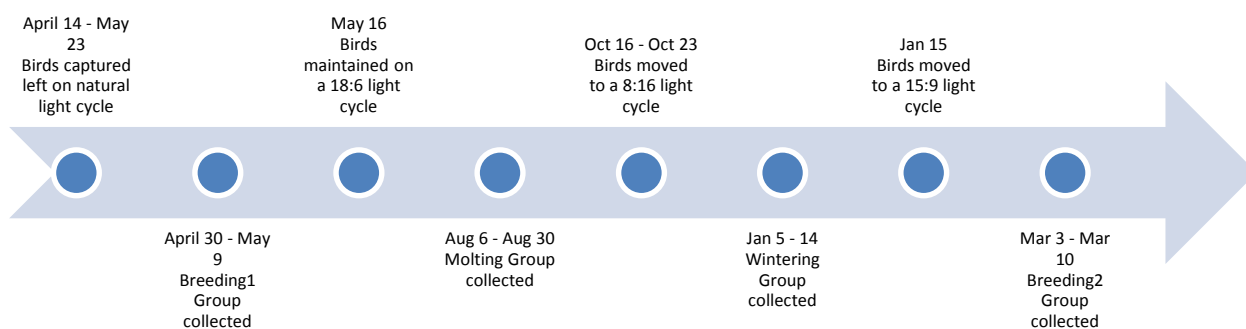 April 14 - May
23
Birds captured
left on natural
light cycle
April 30 - May
9
Breeding1
Group
collected
May 16
Birds
maintained on
a 18:6 light
cycle
Aug 6 - Aug 30
Molting Group
collected
Oct 16 - Oct 23
Birds moved
to a 8:16 light
cycle
Jan 5 - 14
Wintering
Group
collected
Jan 15
Birds moved
to a 15:9 light
cycle
Mar 3 - Mar
10
Breeding2
Group
collected